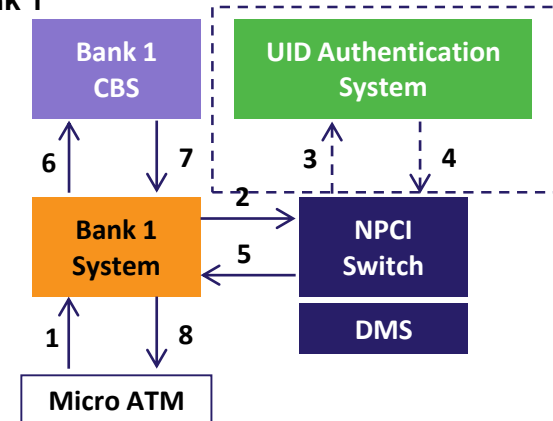 Bank 1
CBS
UID Authentication
System
6
7
3
4
2
Bank 1
System
NPCI
Switch
5
1
8
DMS
Micro ATM